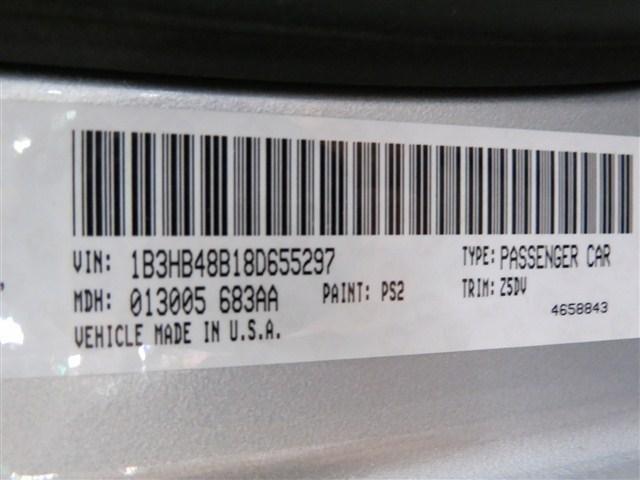 VIN: 1B3HB48B18D655297 TYPE: PASSENGER CAR
MDH: 013005 683AA PAINT: PS2 TRIM: Z5DV
VEHICLE MADE IN U.S.A. 4658843